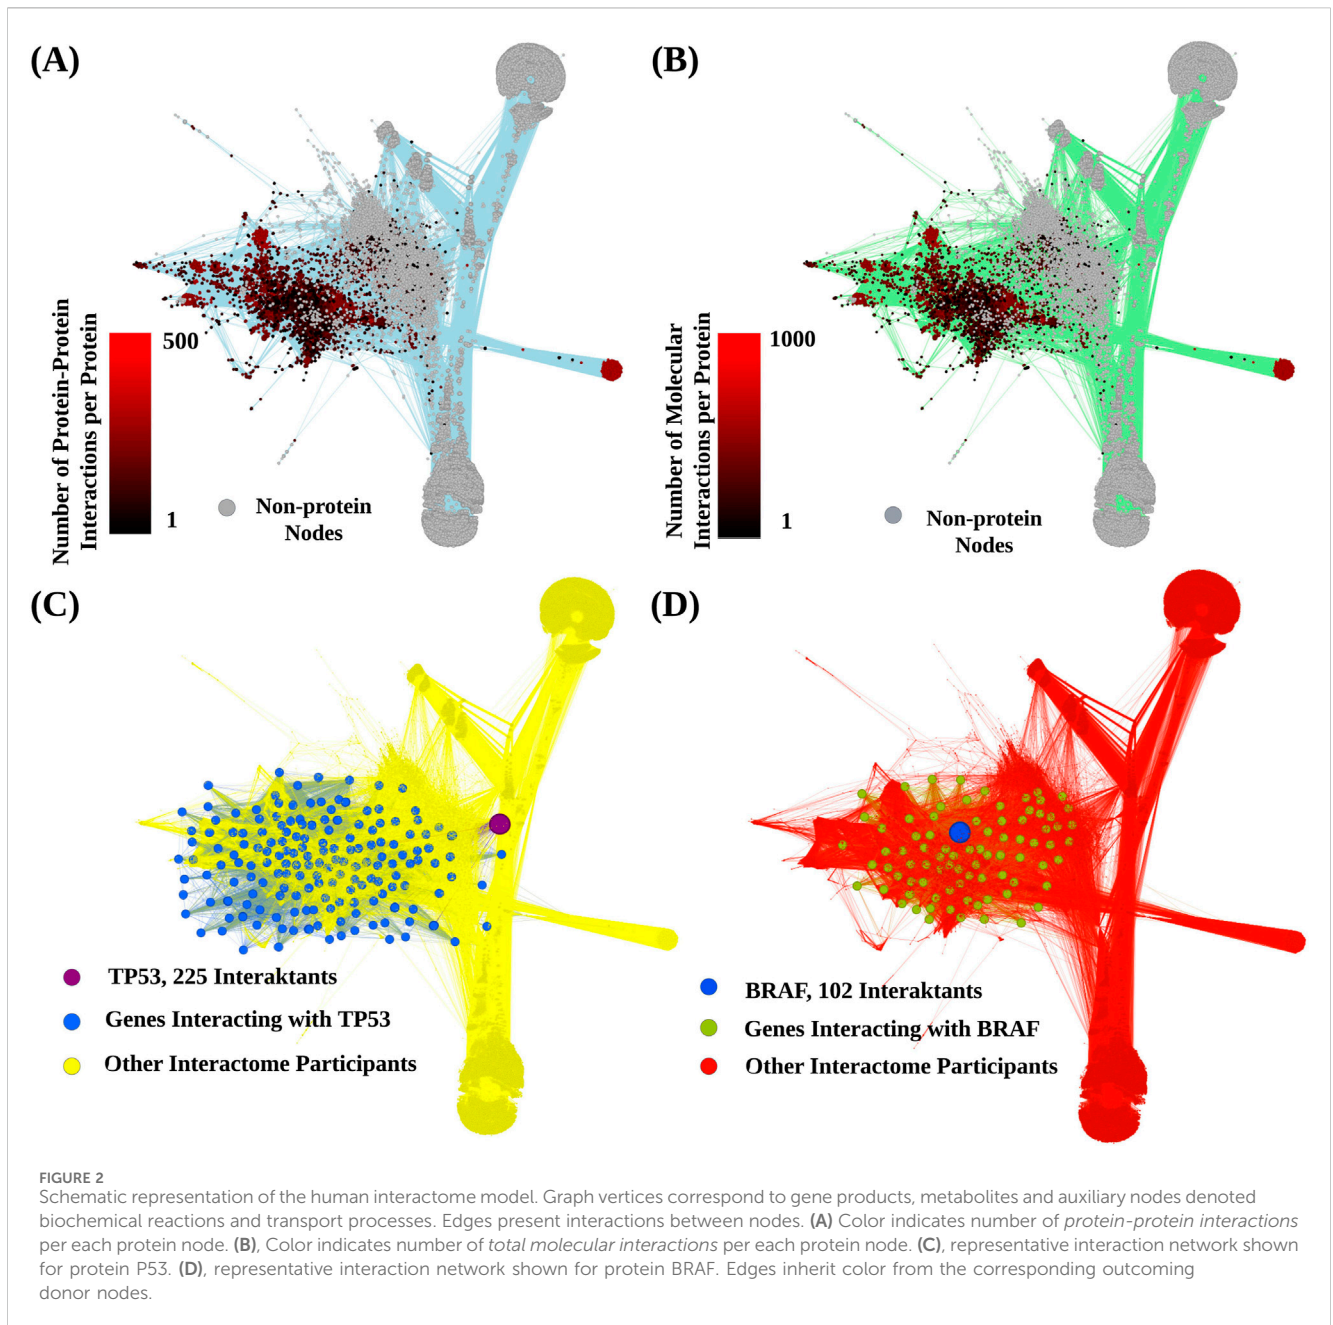 (A)
Number of Protein-Protein
Interactions per Protein
500
1
Non-protein
Nodes
(B)
Number of Molecular
Interactions per Protein
1000
1
Non-protein
Nodes
(C)
TP53, 225 Interaktants
Genes Interacting with TP53
Other Interactome Participants
(D)
BRAF, 102 Interaktants
Genes Interacting with BRAF
Other Interactome Participants
FIGURE 2
Schematic representation of the human interactome model. Graph vertices correspond to gene products, metabolites and auxiliary nodes denoted
biochemical reactions and transport processes. Edges present interactions between nodes. (A) Color indicates number of protein-protein interactions
per each protein node. (B), Color indicates number of total molecular interactions per each protein node. (C), representative interaction network shown
for protein P53. (D), representative interaction network shown for protein BRAF. Edges inherit color from the corresponding outcoming
donor nodes.